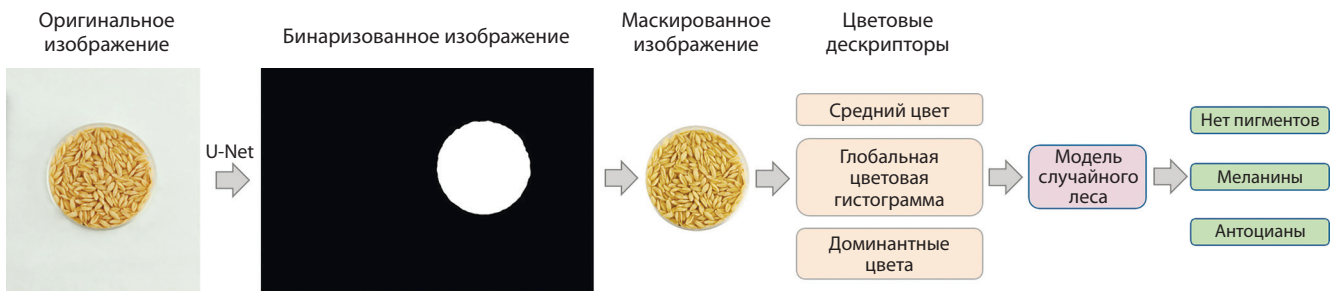 Оригинальное
изображение
Бинаризованное изображение
Маскированное
изображение
Цветовые
дескрипторы
U-Net
Средний цвет
Глобальная
цветовая
гистограмма
Доминантные
цвета
Модель
случайного
леса
Нет пигментов
Меланины
Антоцианы